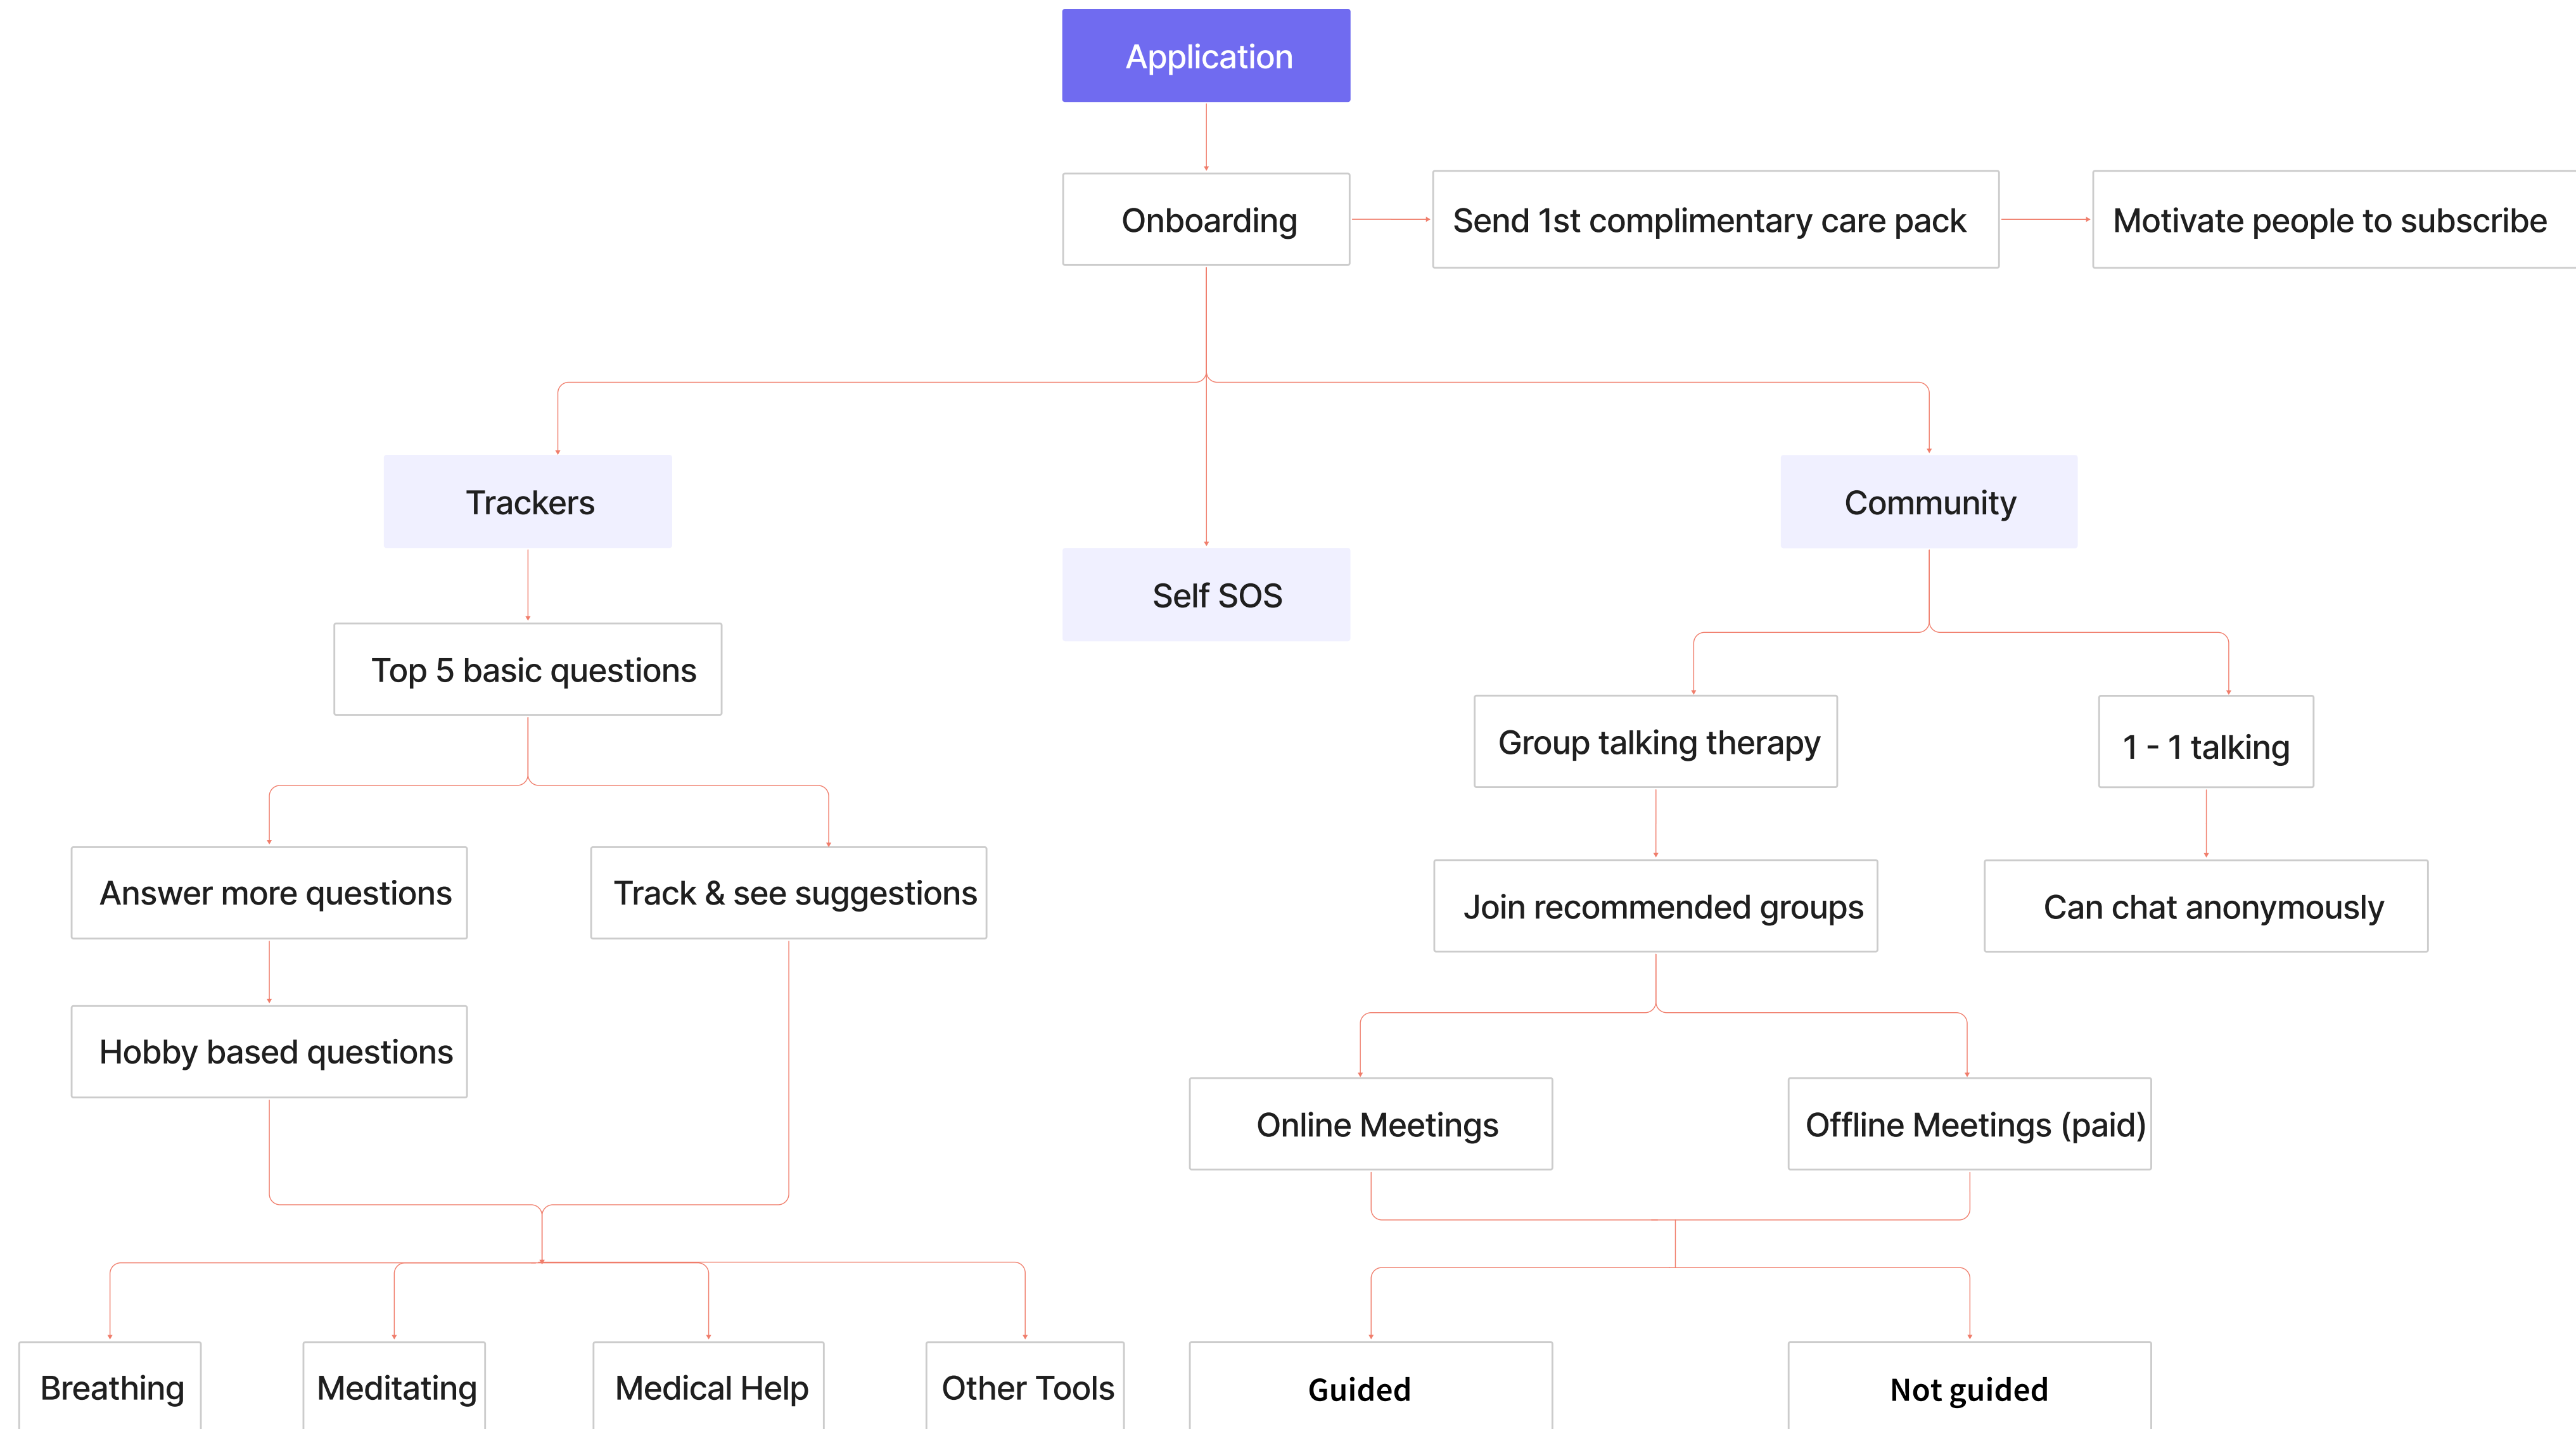 Application
Onboarding
Send 1st complimentary care pack
Motivate people to subscribe
Trackers
Community
Self SOS
Top 5 basic questions
Group talking therapy
1 - 1 talking
Answer more questions
Track & see suggestions
Join recommended groups
Can chat anonymously
Hobby based questions
Online Meetings
Offline Meetings (paid)
Breathing
Meditating
Medical Help
Other Tools
Guided
Not guided